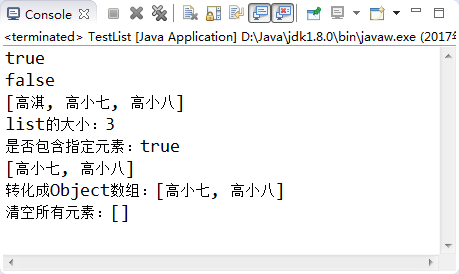 Console
<terminated> TestList [Java Application] D:\Java\jdk1.8.0\bin\javaw.exe (2017年
true
false
[高淇, 高小七, 高小八]
list的大小：3
是否包含指定元素：true
[高小七, 高小八]
转化成Object数组：[高小七, 高小八]
清空所有元素：[]